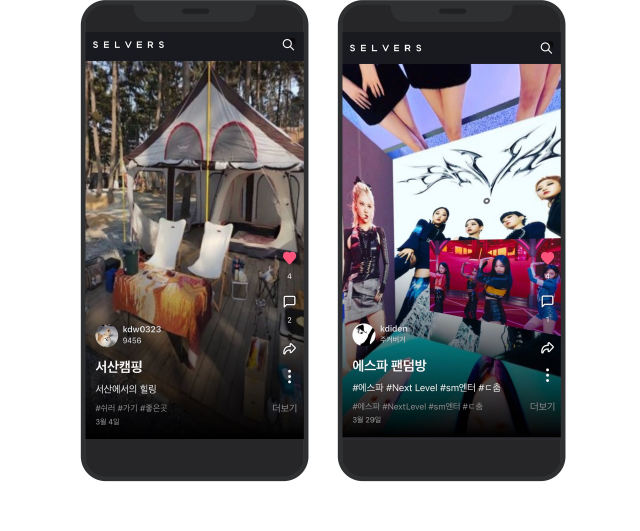 SELVERS
4
2
kdw0323
9456
서산캠핑
서산에서의 힐링
#쉬러 #가기 #좋은곳
더보기
3월 4일
SELVERS
kdiden
주커버거
에스파 팬텀방
#에스파 #Next Level #sm엔터 #ㄷ춤
#에스파 #NextLevel #sm엔터 #ㄷ춤
더보기
3월 29일